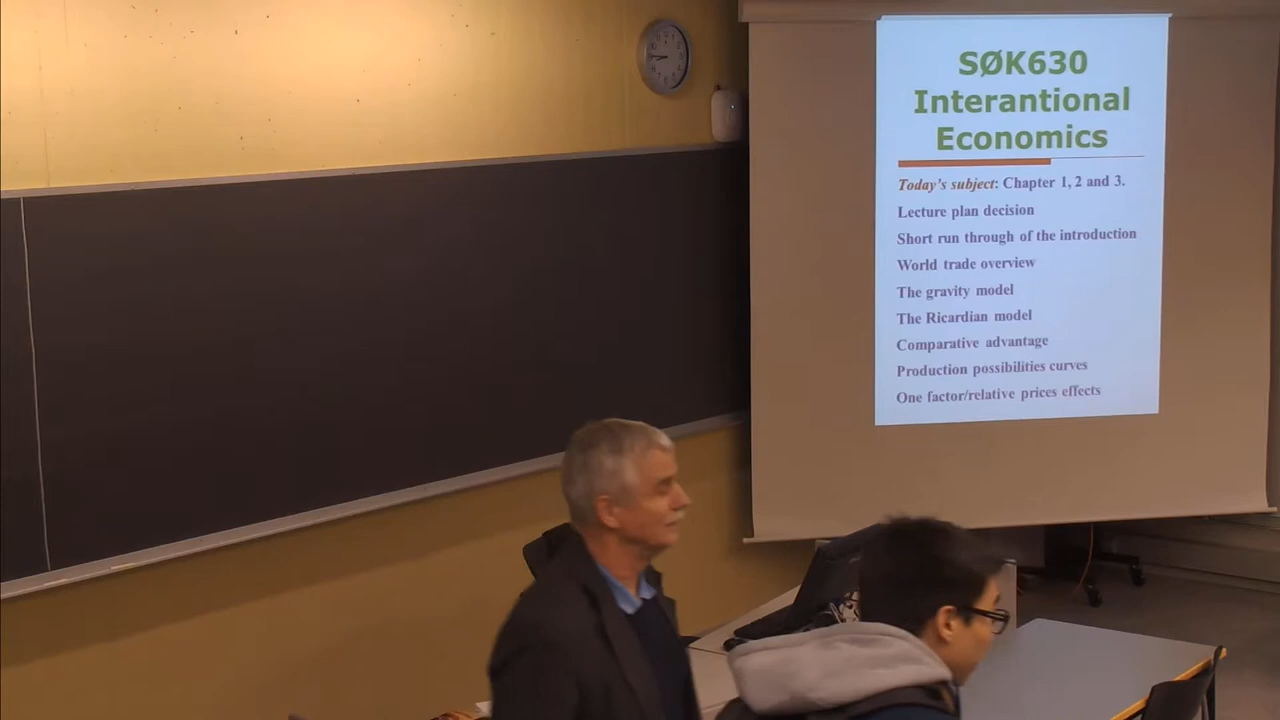 SØK630
Interantional
Economics
Today's subject: Chapter 1, 2 and 3.
Lecture plan decision
Short run through of the introduction
World trade overview
The gravity model
The Ricardian model
Comparative advantage
Production possibilities curves
One factor/relative prices effects